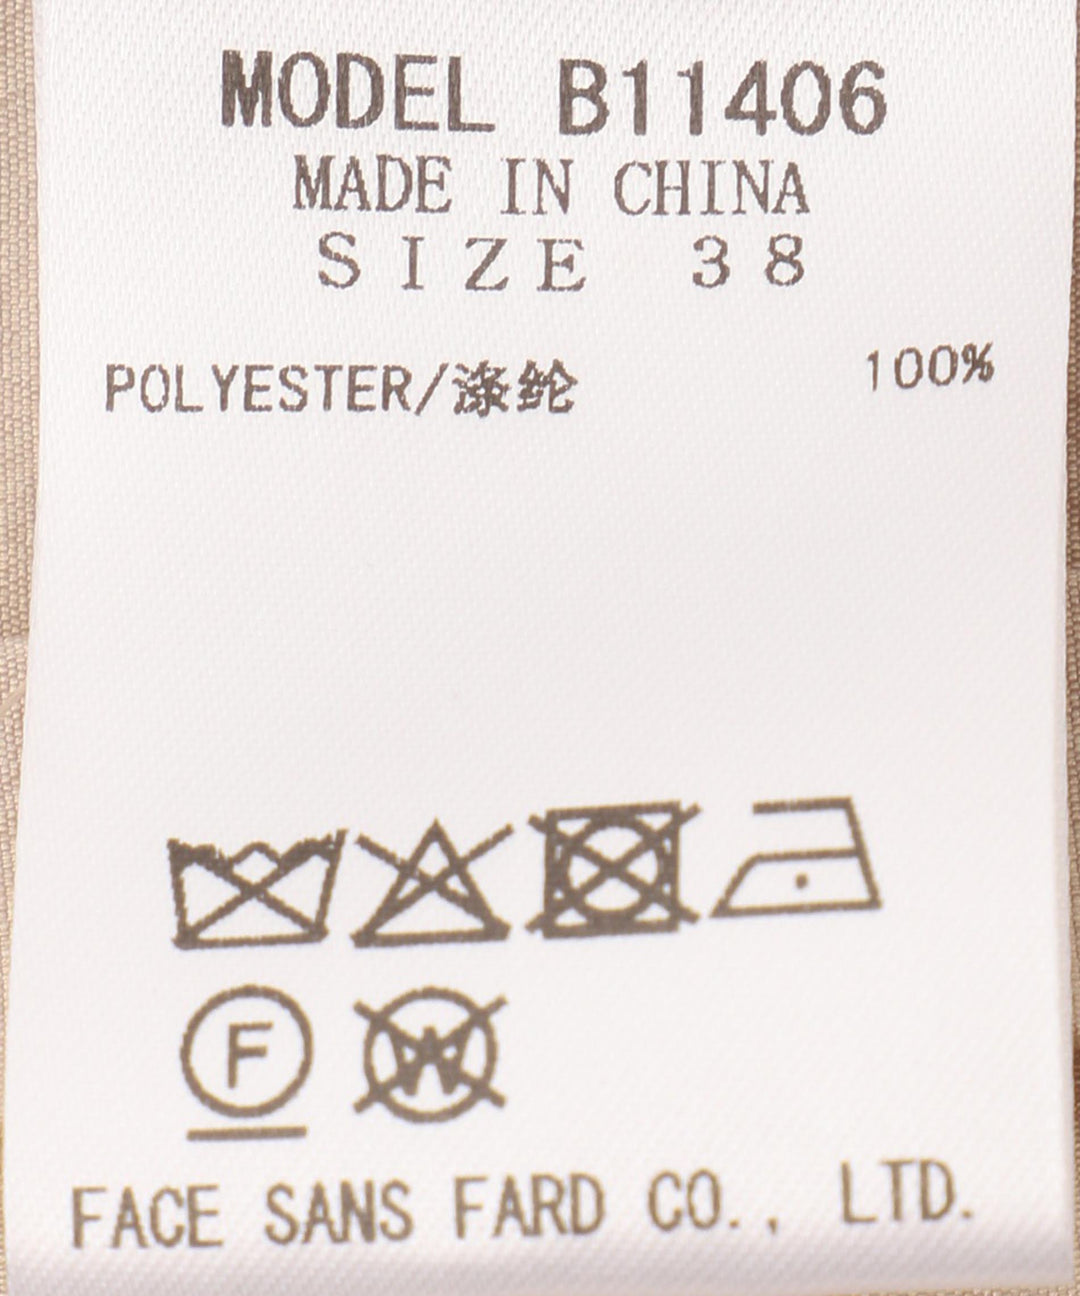 MODEL B11406
MADE IN CHINA
SIZE 38
POLYESTER/涤纶 100%
F W
FACE SANS FARD CO., LTD.